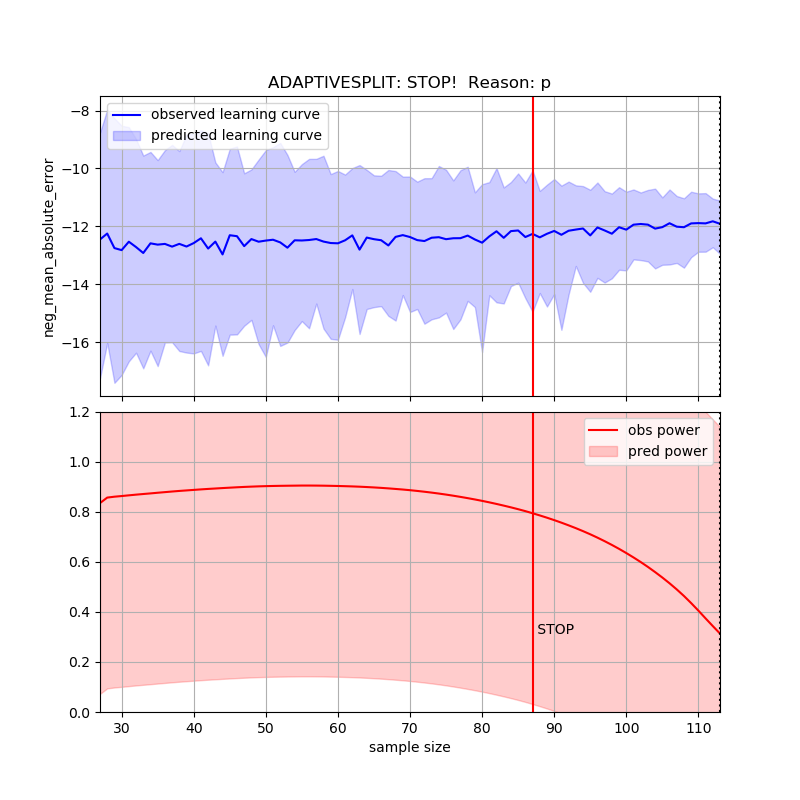 ADAPTIVESPLIT: STOP!  Reason: p
observed learning curve
predicted learning curve
neg_mean_absolute_error
−8
−10
−12
−14
−16
obs power
pred power
STOP
1.2
1.0
0.8
0.6
0.4
0.2
0.0
30 40 50 60 70 80 90 100 110
sample size